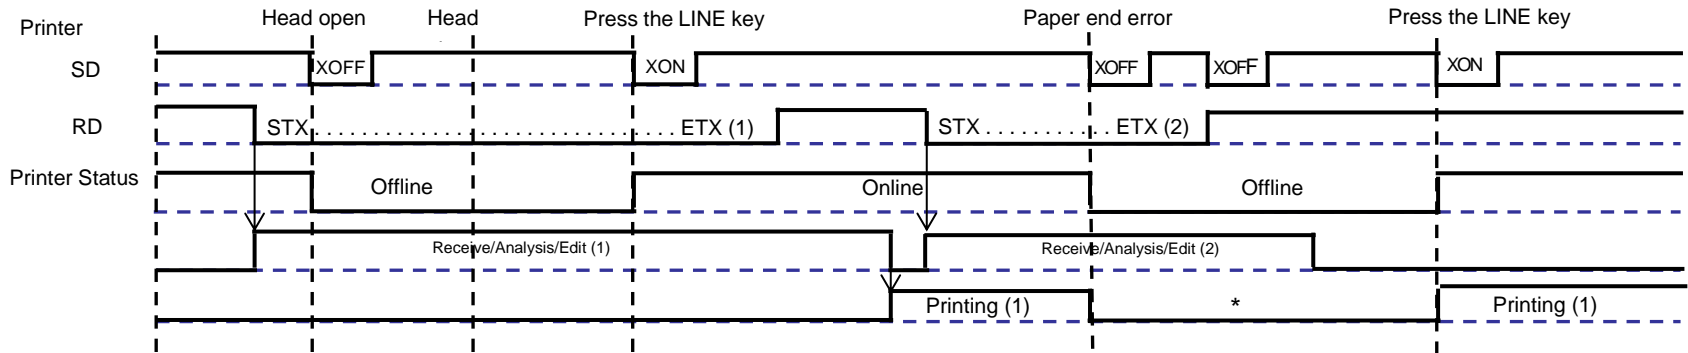 Head open Head Press the LINE key Paper end error Press the LINE key
Printer
SD XOFF XON XOFF XOFF XON
RD STX . . . . . . . . . . . . . . . . . . . . . . . . . . . . . . . . . ETX (1) STX . . . . . . . . . . . ETX (2)
Printer Status Offline Online Offline
Receive/Analysis/Edit (1) Receive/Analysis/Edit (2)
Printing (1) * Printing (1)